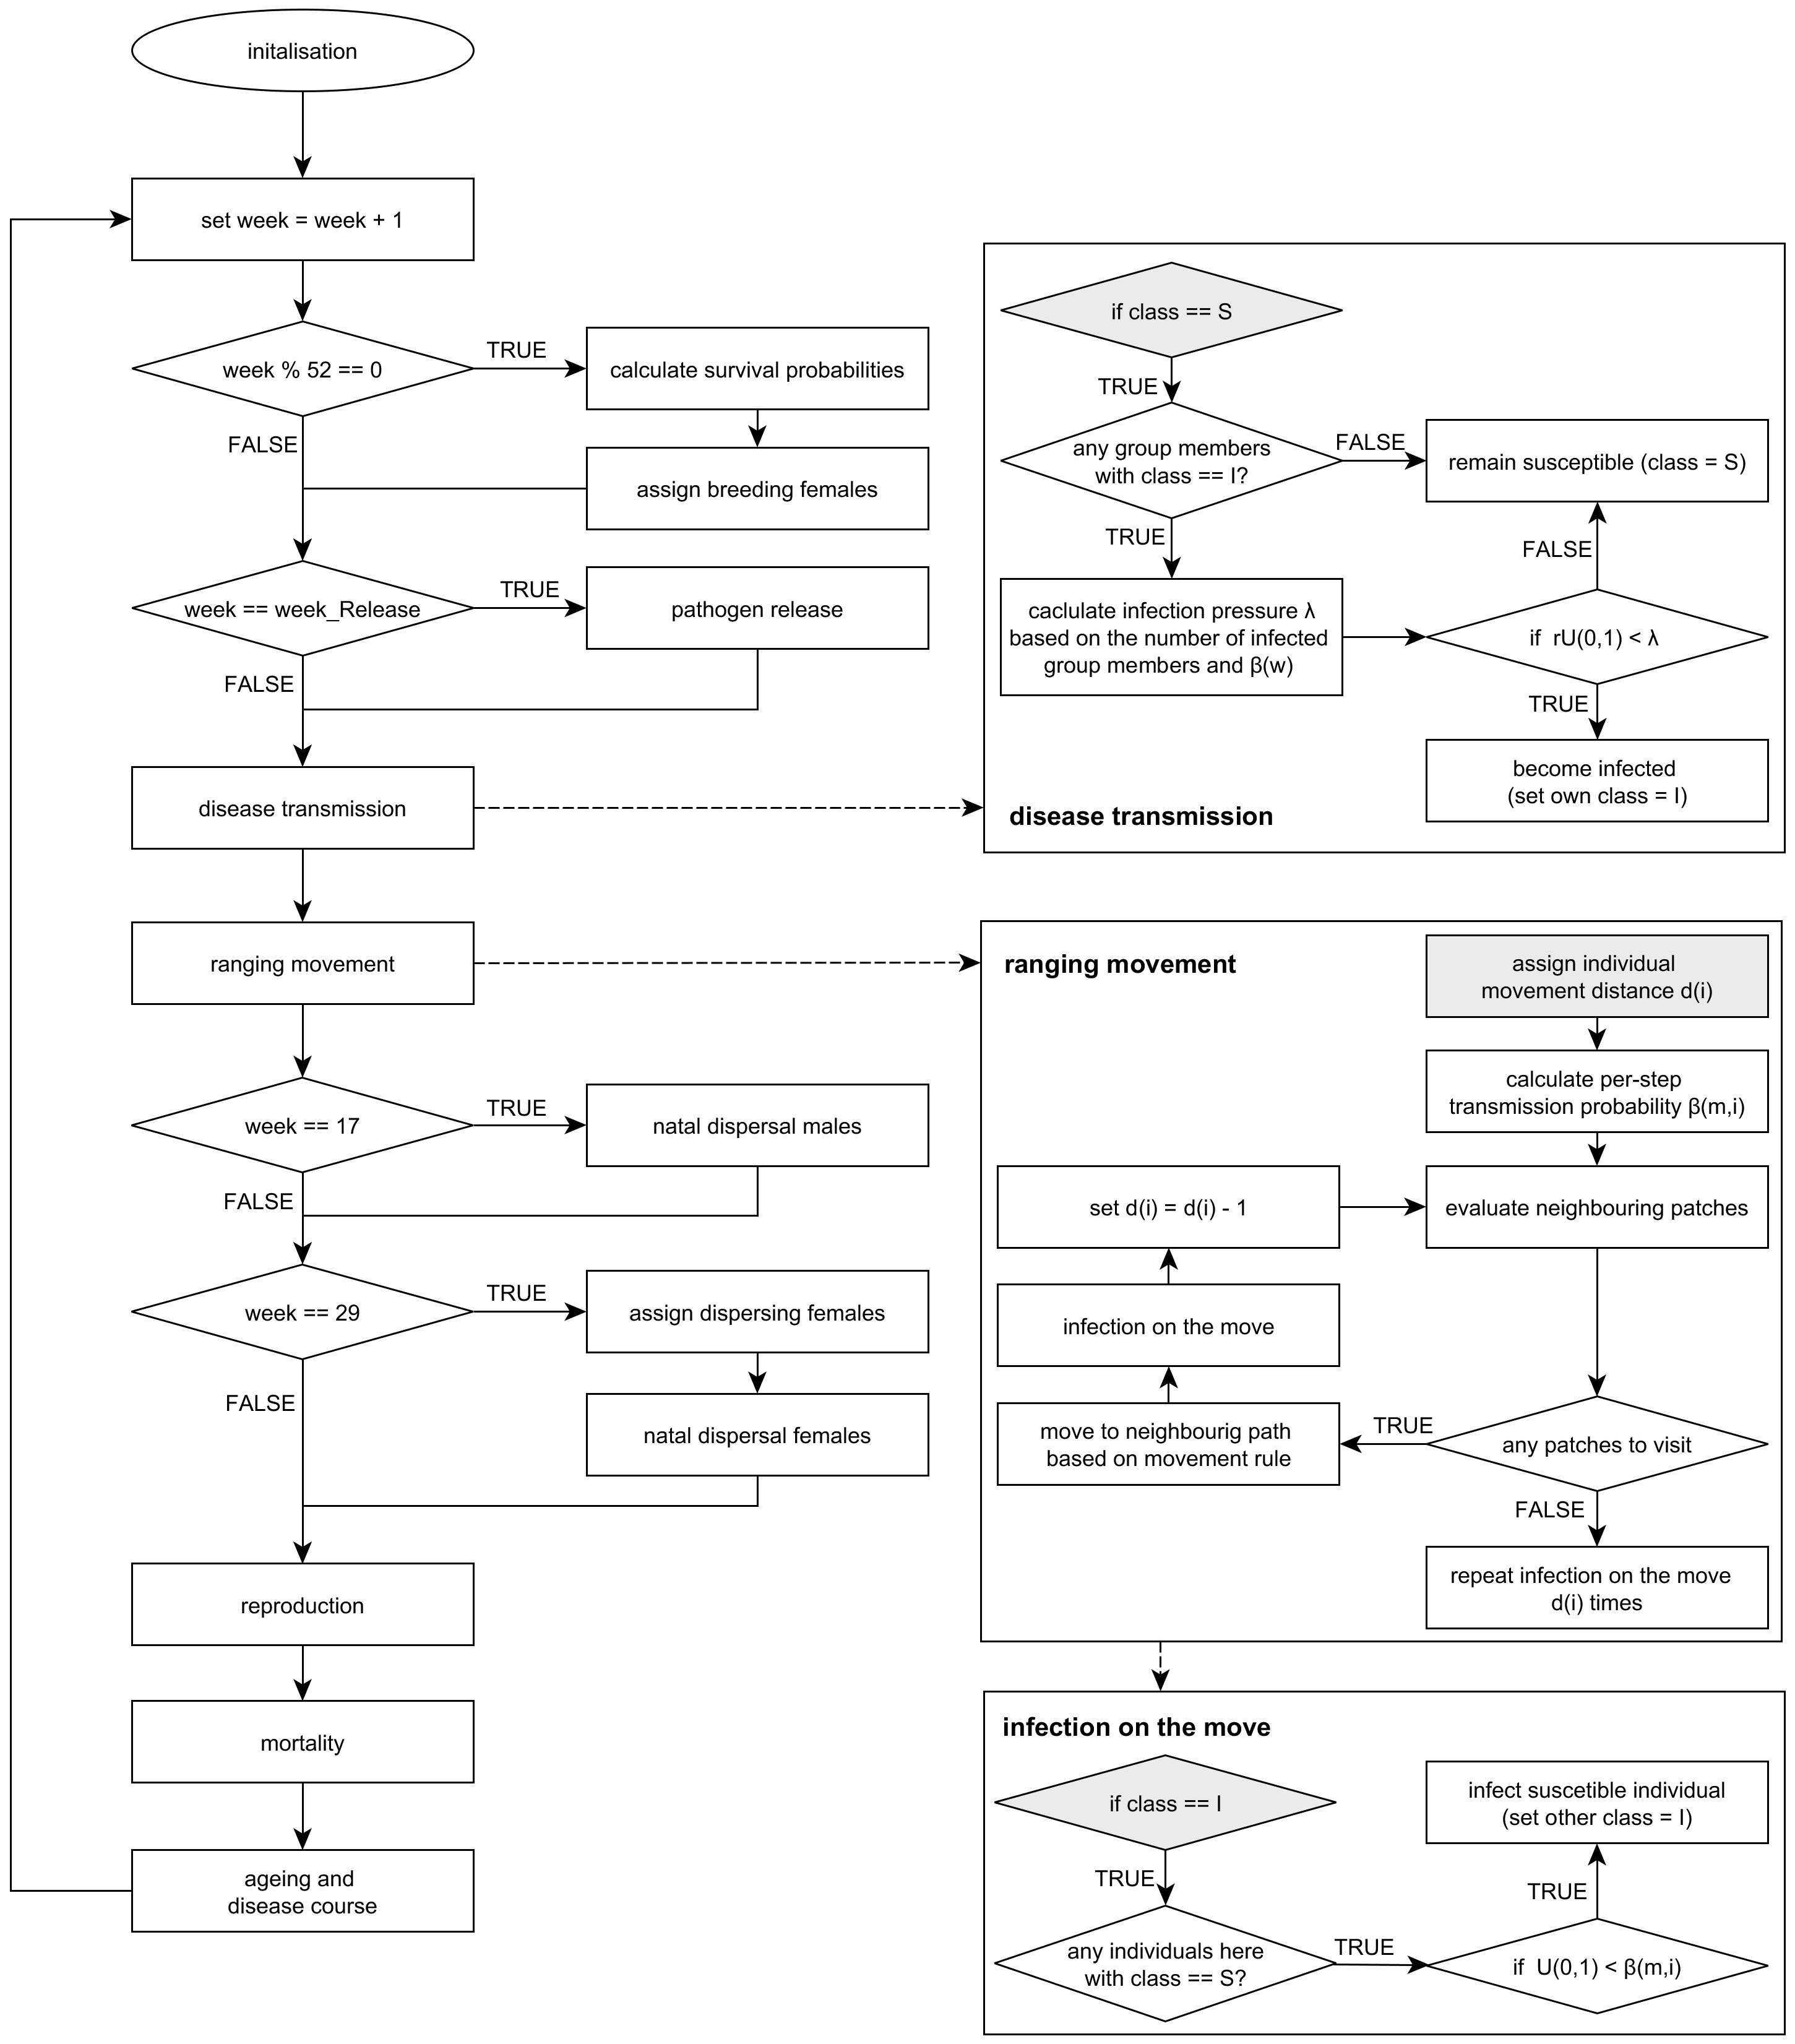 initalisation
set week = week + 1
week % 52 == 0
TRUE
calculate survival probabilities
FALSE
assign breeding females
week == week_Release
TRUE
pathogen release
FALSE
disease transmission
ranging movement
week == 17
TRUE
natal dispersal males
FALSE
week == 29
TRUE
assign dispersing females
FALSE
natal dispersal females
reproduction
mortality
ageing and
disease course
if class == S
TRUE
any group members
with class == I?
FALSE
remain susceptible (class = S)
TRUE
FALSE
caclulate infection pressure λ
based on the number of infected
group members and β(w)
if rU(0,1) < λ
TRUE
become infected
(set own class = I)
disease transmission
ranging movement
assign individual
movement distance d(i)
calculate per-step
transmission probability β(m,i)
set d(i) = d(i) - 1
evaluate neighbouring patches
infection on the move
move to neighbourig path
based on movement rule
TRUE
any patches to visit
FALSE
repeat infection on the move
d(i) times
infection on the move
if class == I
infect suscetible individual
(set other class = I)
TRUE
TRUE
any individuals here
with class == S?
TRUE
if U(0,1) < β(m,i)